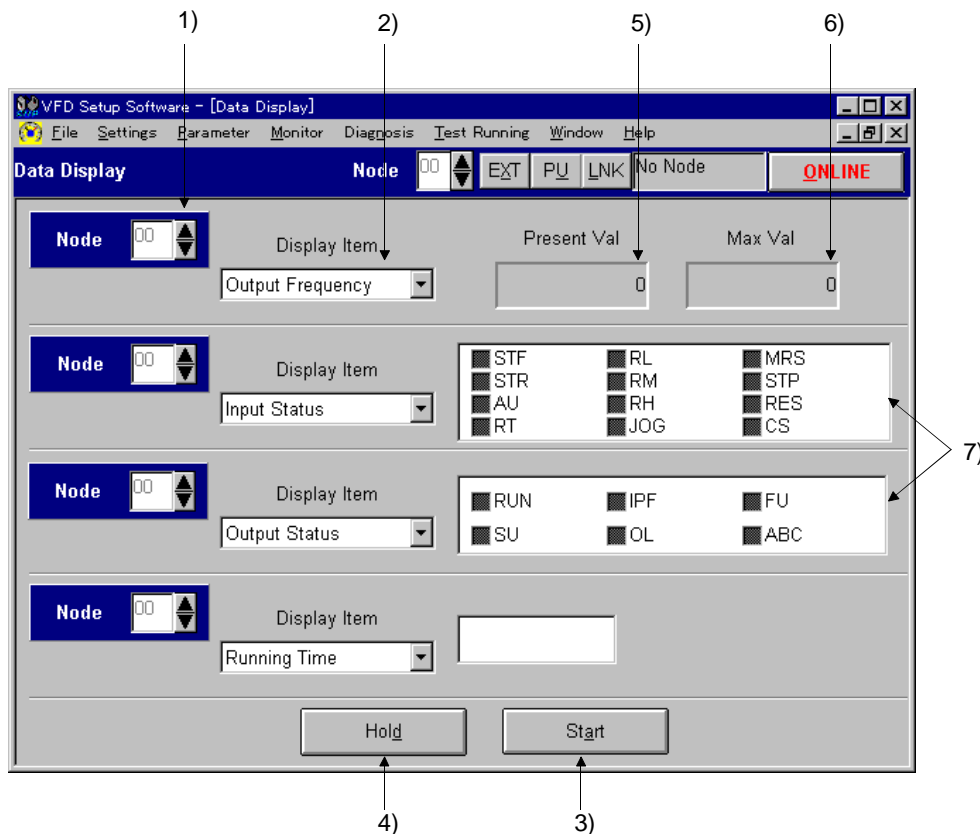 1) 2) 5) 6)
VFD Setup Software - [Data Display]
File Settings Parameter Monitor Diagnosis Test Running Window Help
Data Display Node 00 EXT PU LNK No Node ONLINE
Node 00 Display Item Present Val Max Val
Output Frequency 0 0
Node 00 Display Item
Input Status
STF RL MRS
STR RM STP
AU RH RES
RT JOG CS
7)
Node 00 Display Item
Output Status
RUN IPF FU
SU OL ABC
Node 00 Display Item
Running Time
Hold Start
4) 3)